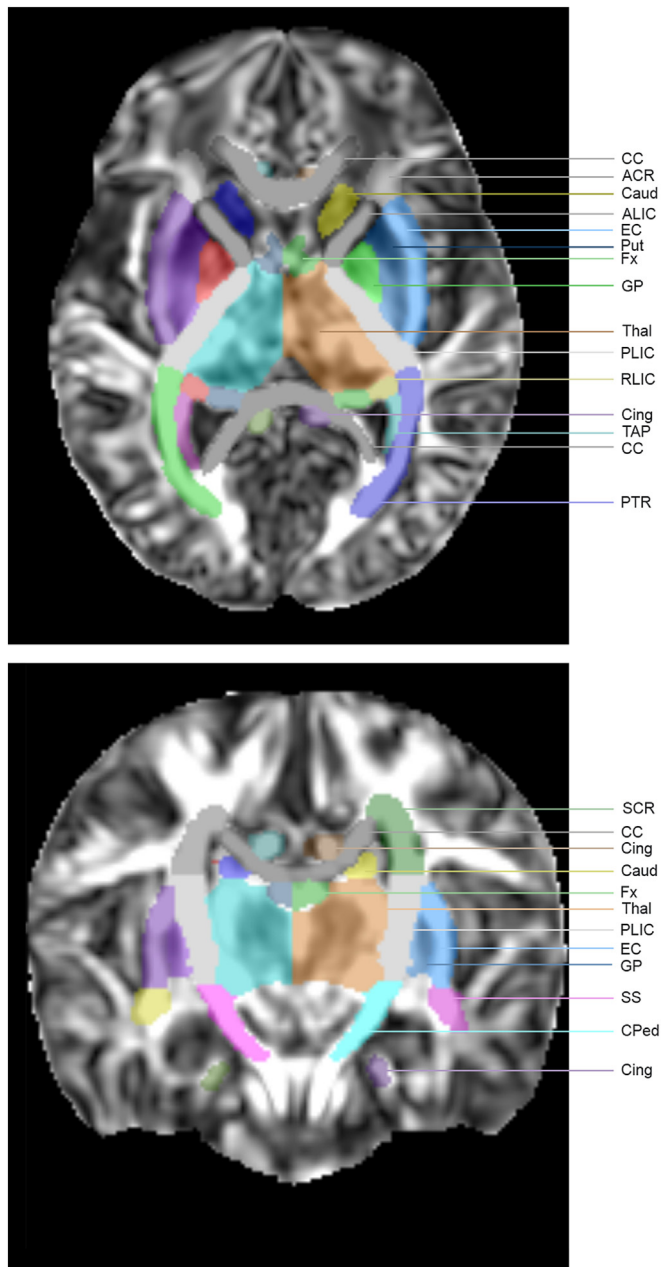 CC
ACR
Caud
ALIC
EC
Put
Fx
GP
Thal
PLIC
RLIC
Cing
TAP
CC
PTR
SCR
CC
Cing
Caud
Fx
Thal
PLIC
EC
GP
SS
CPed
Cing